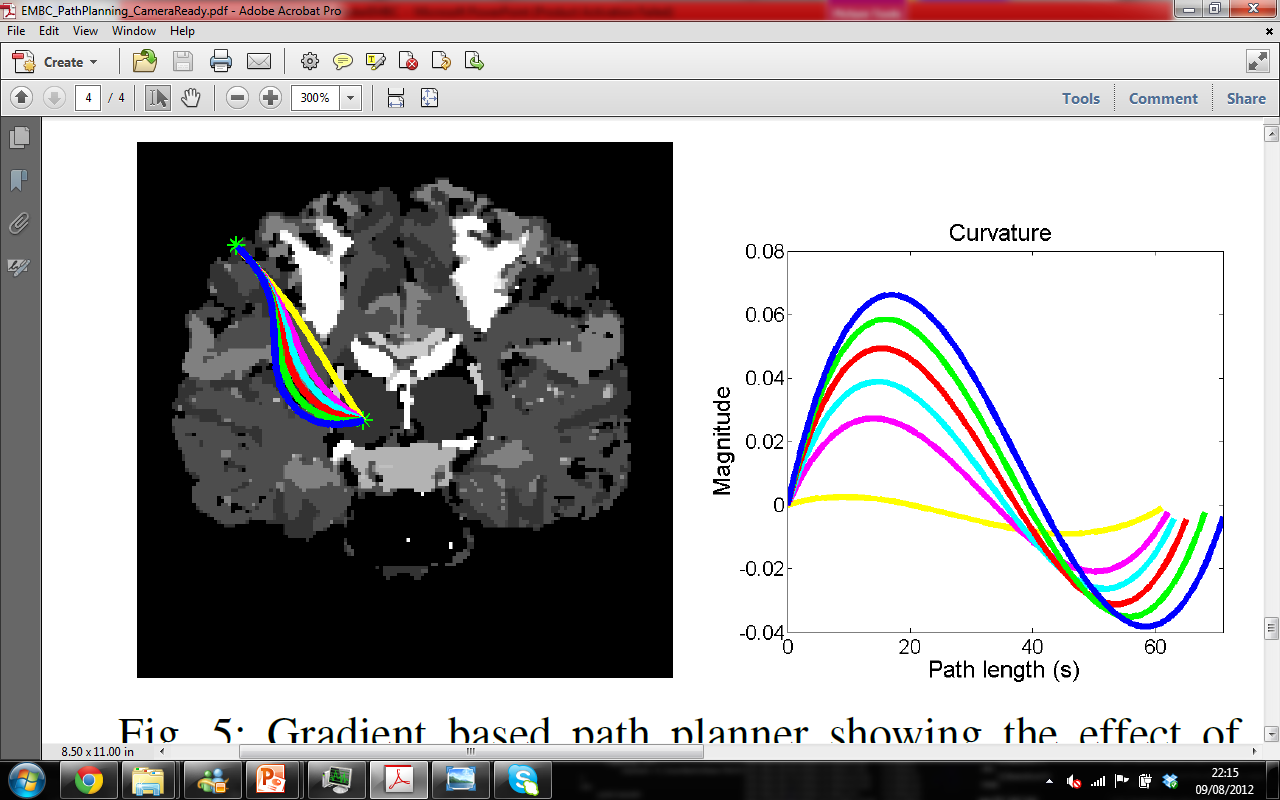 EMBC_PathPlanning_CameraReady.pdf - Adobe Acrobat Pro
File Edit View Window Help
Create
4 / 4 300% Tools Comment Share
Curvature
0.08
0.06
0.04
0.02
0
-0.02
-0.04
Magnitude
0 20 40 60
Path length (s)
Fig. 5: Gradient based path planner showing the effect of
8.50 x 11.00 in
22:15
09/08/2012